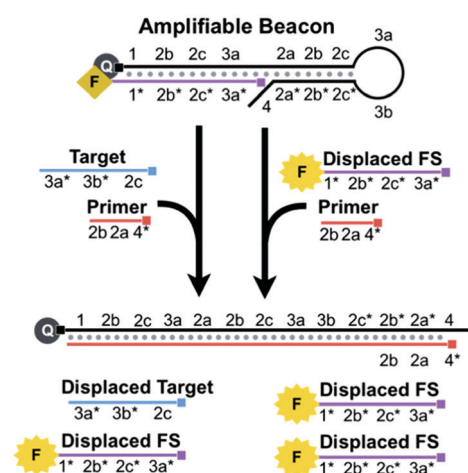 Amplifiable Beacon
3a
Q 1 2b 2c 3a 2a 2b 2c
F 1* 2b* 2c* 3a* 4 2a* 2b* 2c*
3b
Target
3a* 3b* 2c
Primer
2b 2a 4*
F Displaced FS
1* 2b* 2c* 3a*
Primer
2b 2a 4*
Q 1 2b 2c 3a 2a 2b 2c 3a 3b 2c* 2b* 2a* 4
2b 2a 4*
Displaced Target
3a* 3b* 2c
F Displaced FS
1* 2b* 2c* 3a*
F Displaced FS
1* 2b* 2c* 3a*
F Displaced FS
1* 2b* 2c* 3a*